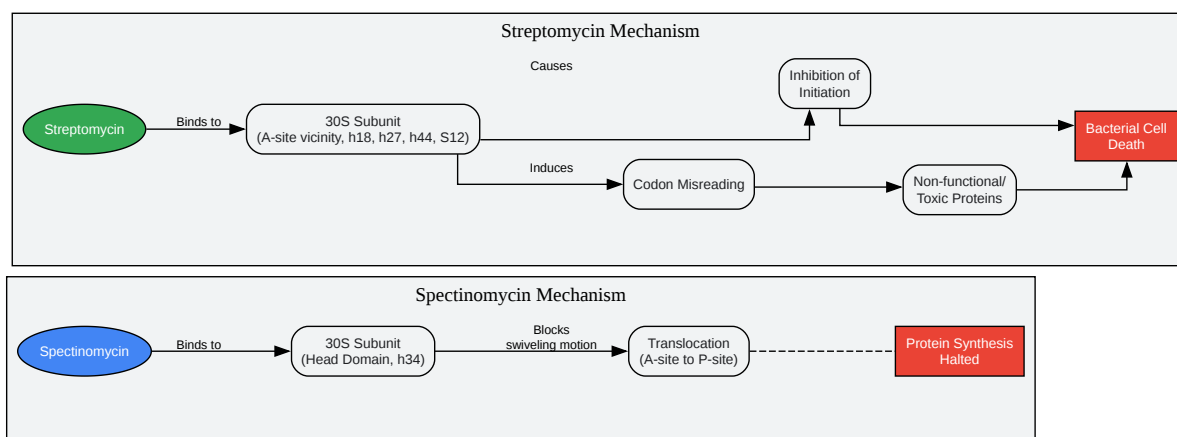 Streptomycin Mechanism
Causes
Inhibition of
Initiation
Streptomycin
Binds to
30S Subunit
(A-site vicinity, h18, h27, h44, S12)
Bacterial Cell
Death
Induces
Codon Misreading
Non-functional/
Toxic Proteins
Spectinomycin Mechanism
Spectinomycin
Binds to
30S Subunit
(Head Domain, h34)
Blocks
swiveling motion
Translocation
(A-site to P-site)
Protein Synthesis
Halted